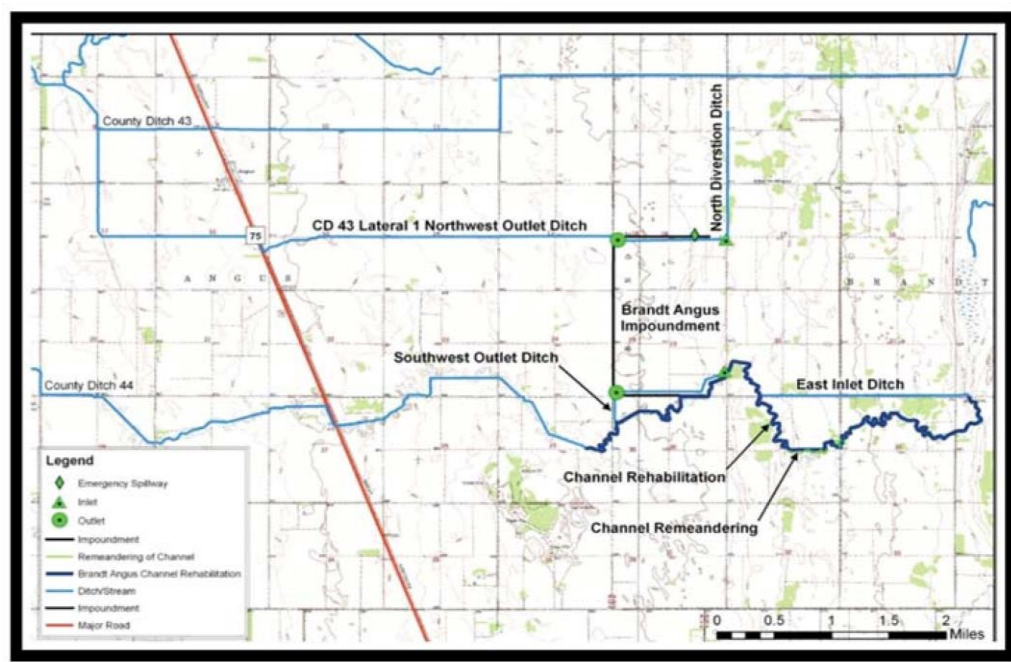 County Ditch 43
North Diverstion Ditch
CD 43 Lateral 1 Northwest Outlet Ditch
75
A N G U S
B R A N D T
Brandt Angus
Impoundment
Southwest Outlet Ditch
County Ditch 44
East Inlet Ditch
Channel Rehabilitation
Channel Remeandering
Legend
Emergency Spillway
Inlet
Outlet
Impoundment
Remeandering of Channel
Brandt Angus Channel Rehabilitation
Ditch/Stream
Impoundment
Major Road
0 0.5 1 1.5 2
Miles